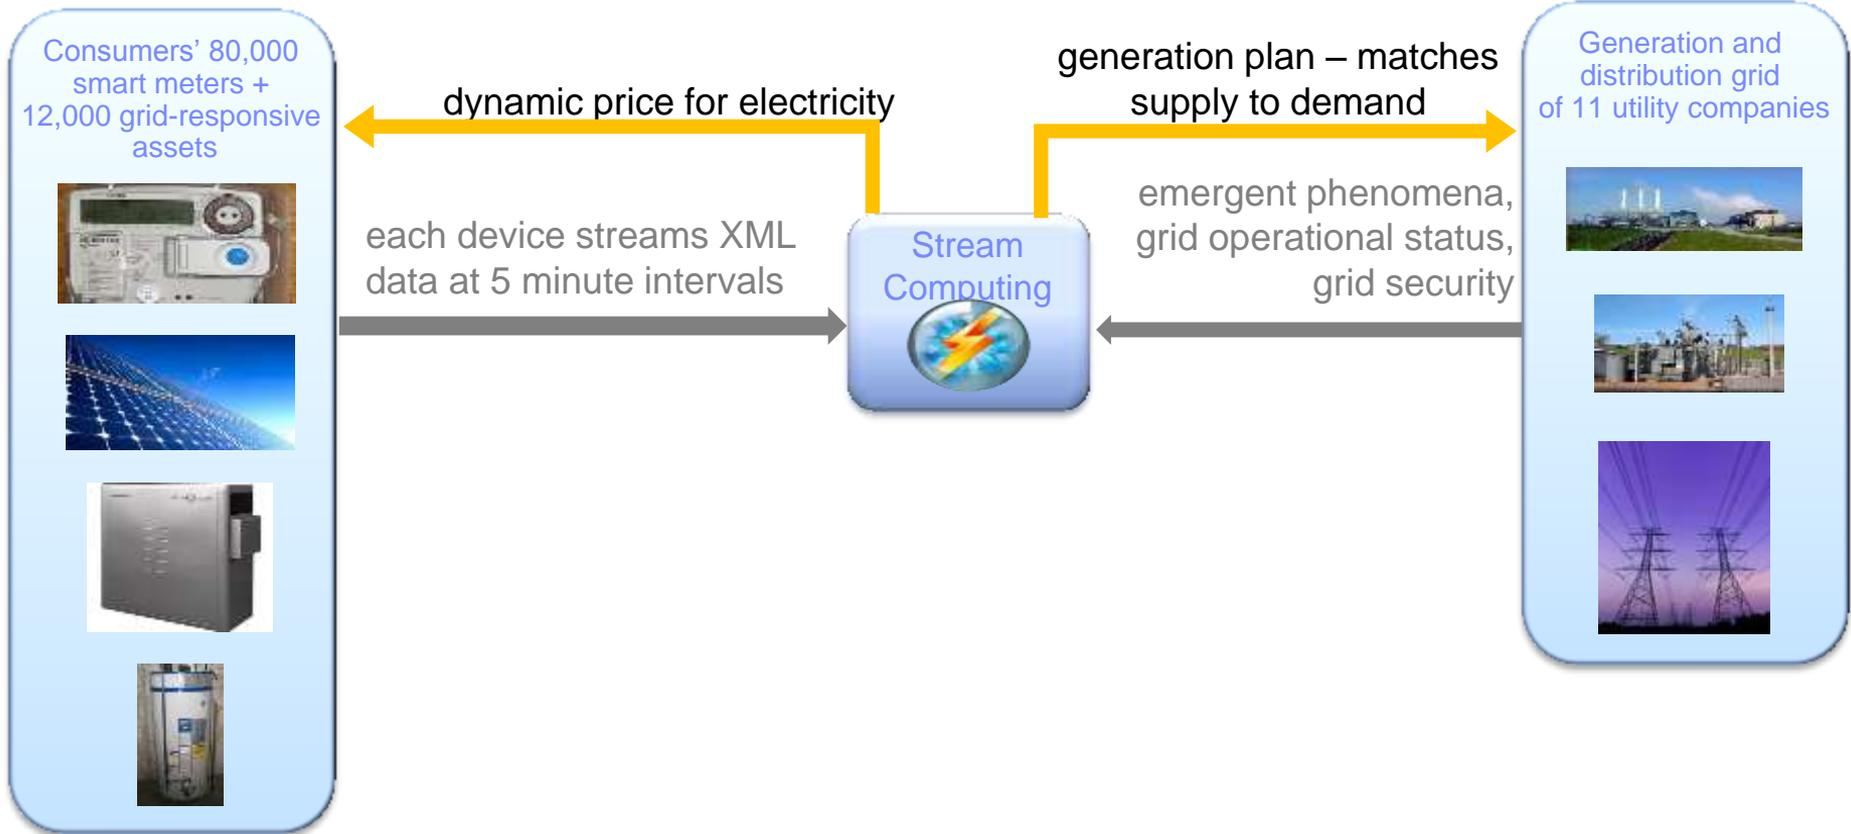 Consumers’ 80,000
smart meters +
12,000 grid-responsive
assets
dynamic price for electricity
each device streams XML
data at 5 minute intervals
Stream
Computing
generation plan – matches
supply to demand
emergent phenomena,
grid operational status,
grid security
Generation and
distribution grid
of 11 utility companies